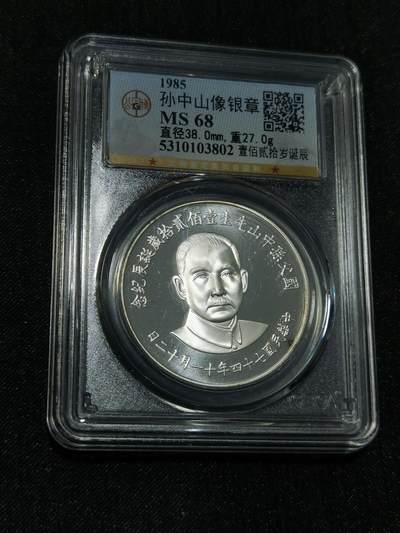 1985
孙中山像银章
MS 68
直径38.0mm,重27.0g
5310103802 壹佰贰拾岁诞辰
國父孫中山先生壹佰貳拾歲誕辰紀念
中華民國七十四年十一月十二日